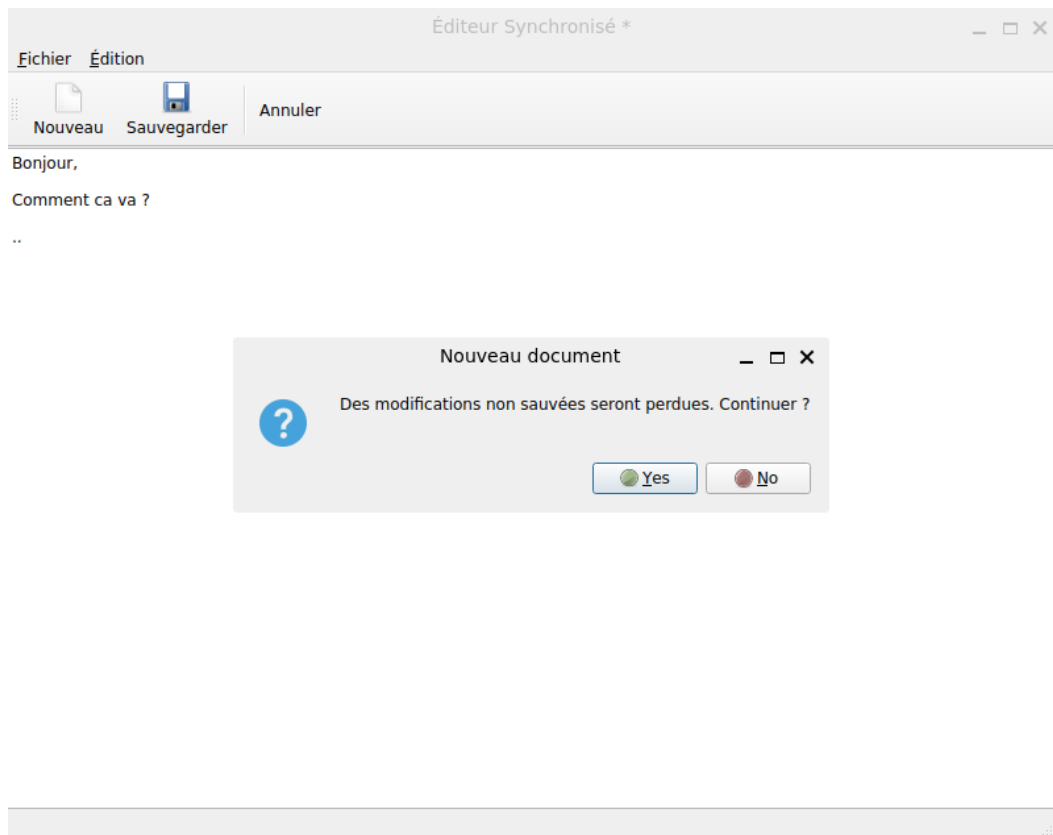 Éditeur Synchronisé *
Fichier Édition
Nouveau Sauvegarder Annuler
Bonjour,
Comment ca va ?
..
Nouveau document
Des modifications non sauvées seront perdues. Continuer ?
Yes No